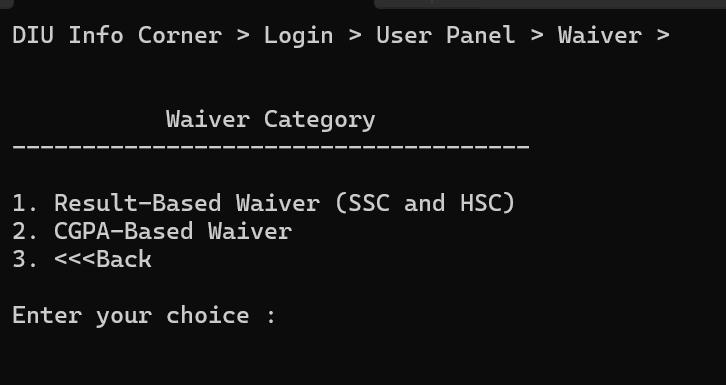 DIU Info Corner > Login > User Panel > Waiver >
Waiver Category
-------------------------------------
1. Result-Based Waiver (SSC and HSC)
2. CGPA-Based Waiver
3. <<<Back
Enter your choice :